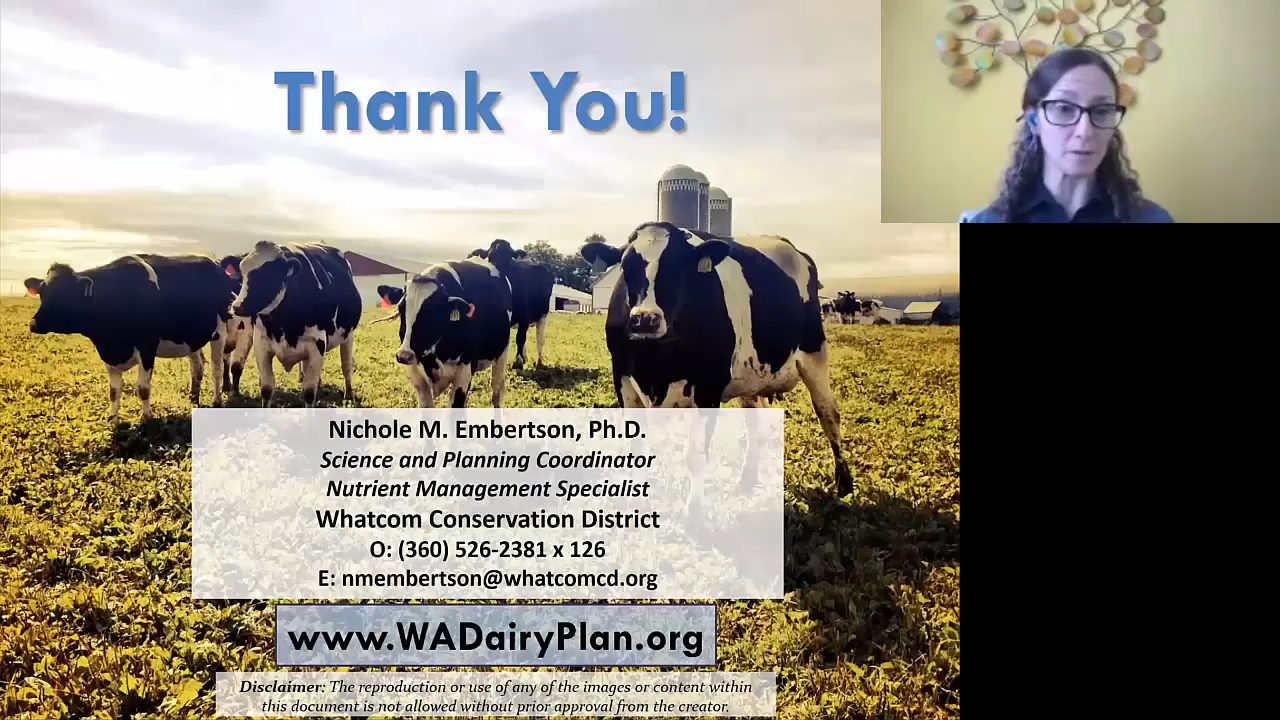 Thank You!
Nichole M. Embertson, Ph.D.
Science and Planning Coordinator
Nutrient Management Specialist
Whatcom Conservation District
O: (360) 526-2381 x 126
E: nmembertson@whatcomcd.org
www.WADairyPlan.org
Disclaimer: The reproduction or use of any of the images or content within
this document is not allowed without prior approval from the creator.